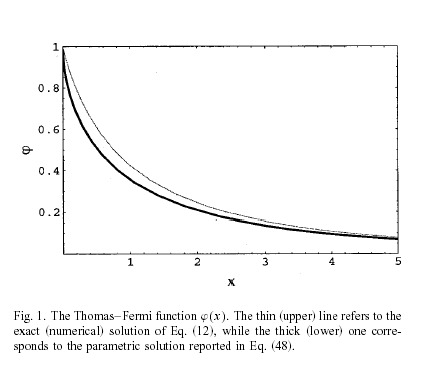 1
0.8
0.6
φ
0.4
0.2
1 2 3 4 5
x
Fig. 1. The Thomas–Fermi function φ(x). The thin (upper) line refers to the
exact (numerical) solution of Eq. (12), while the thick (lower) one corre-
sponds to the parametric solution reported in Eq. (48).